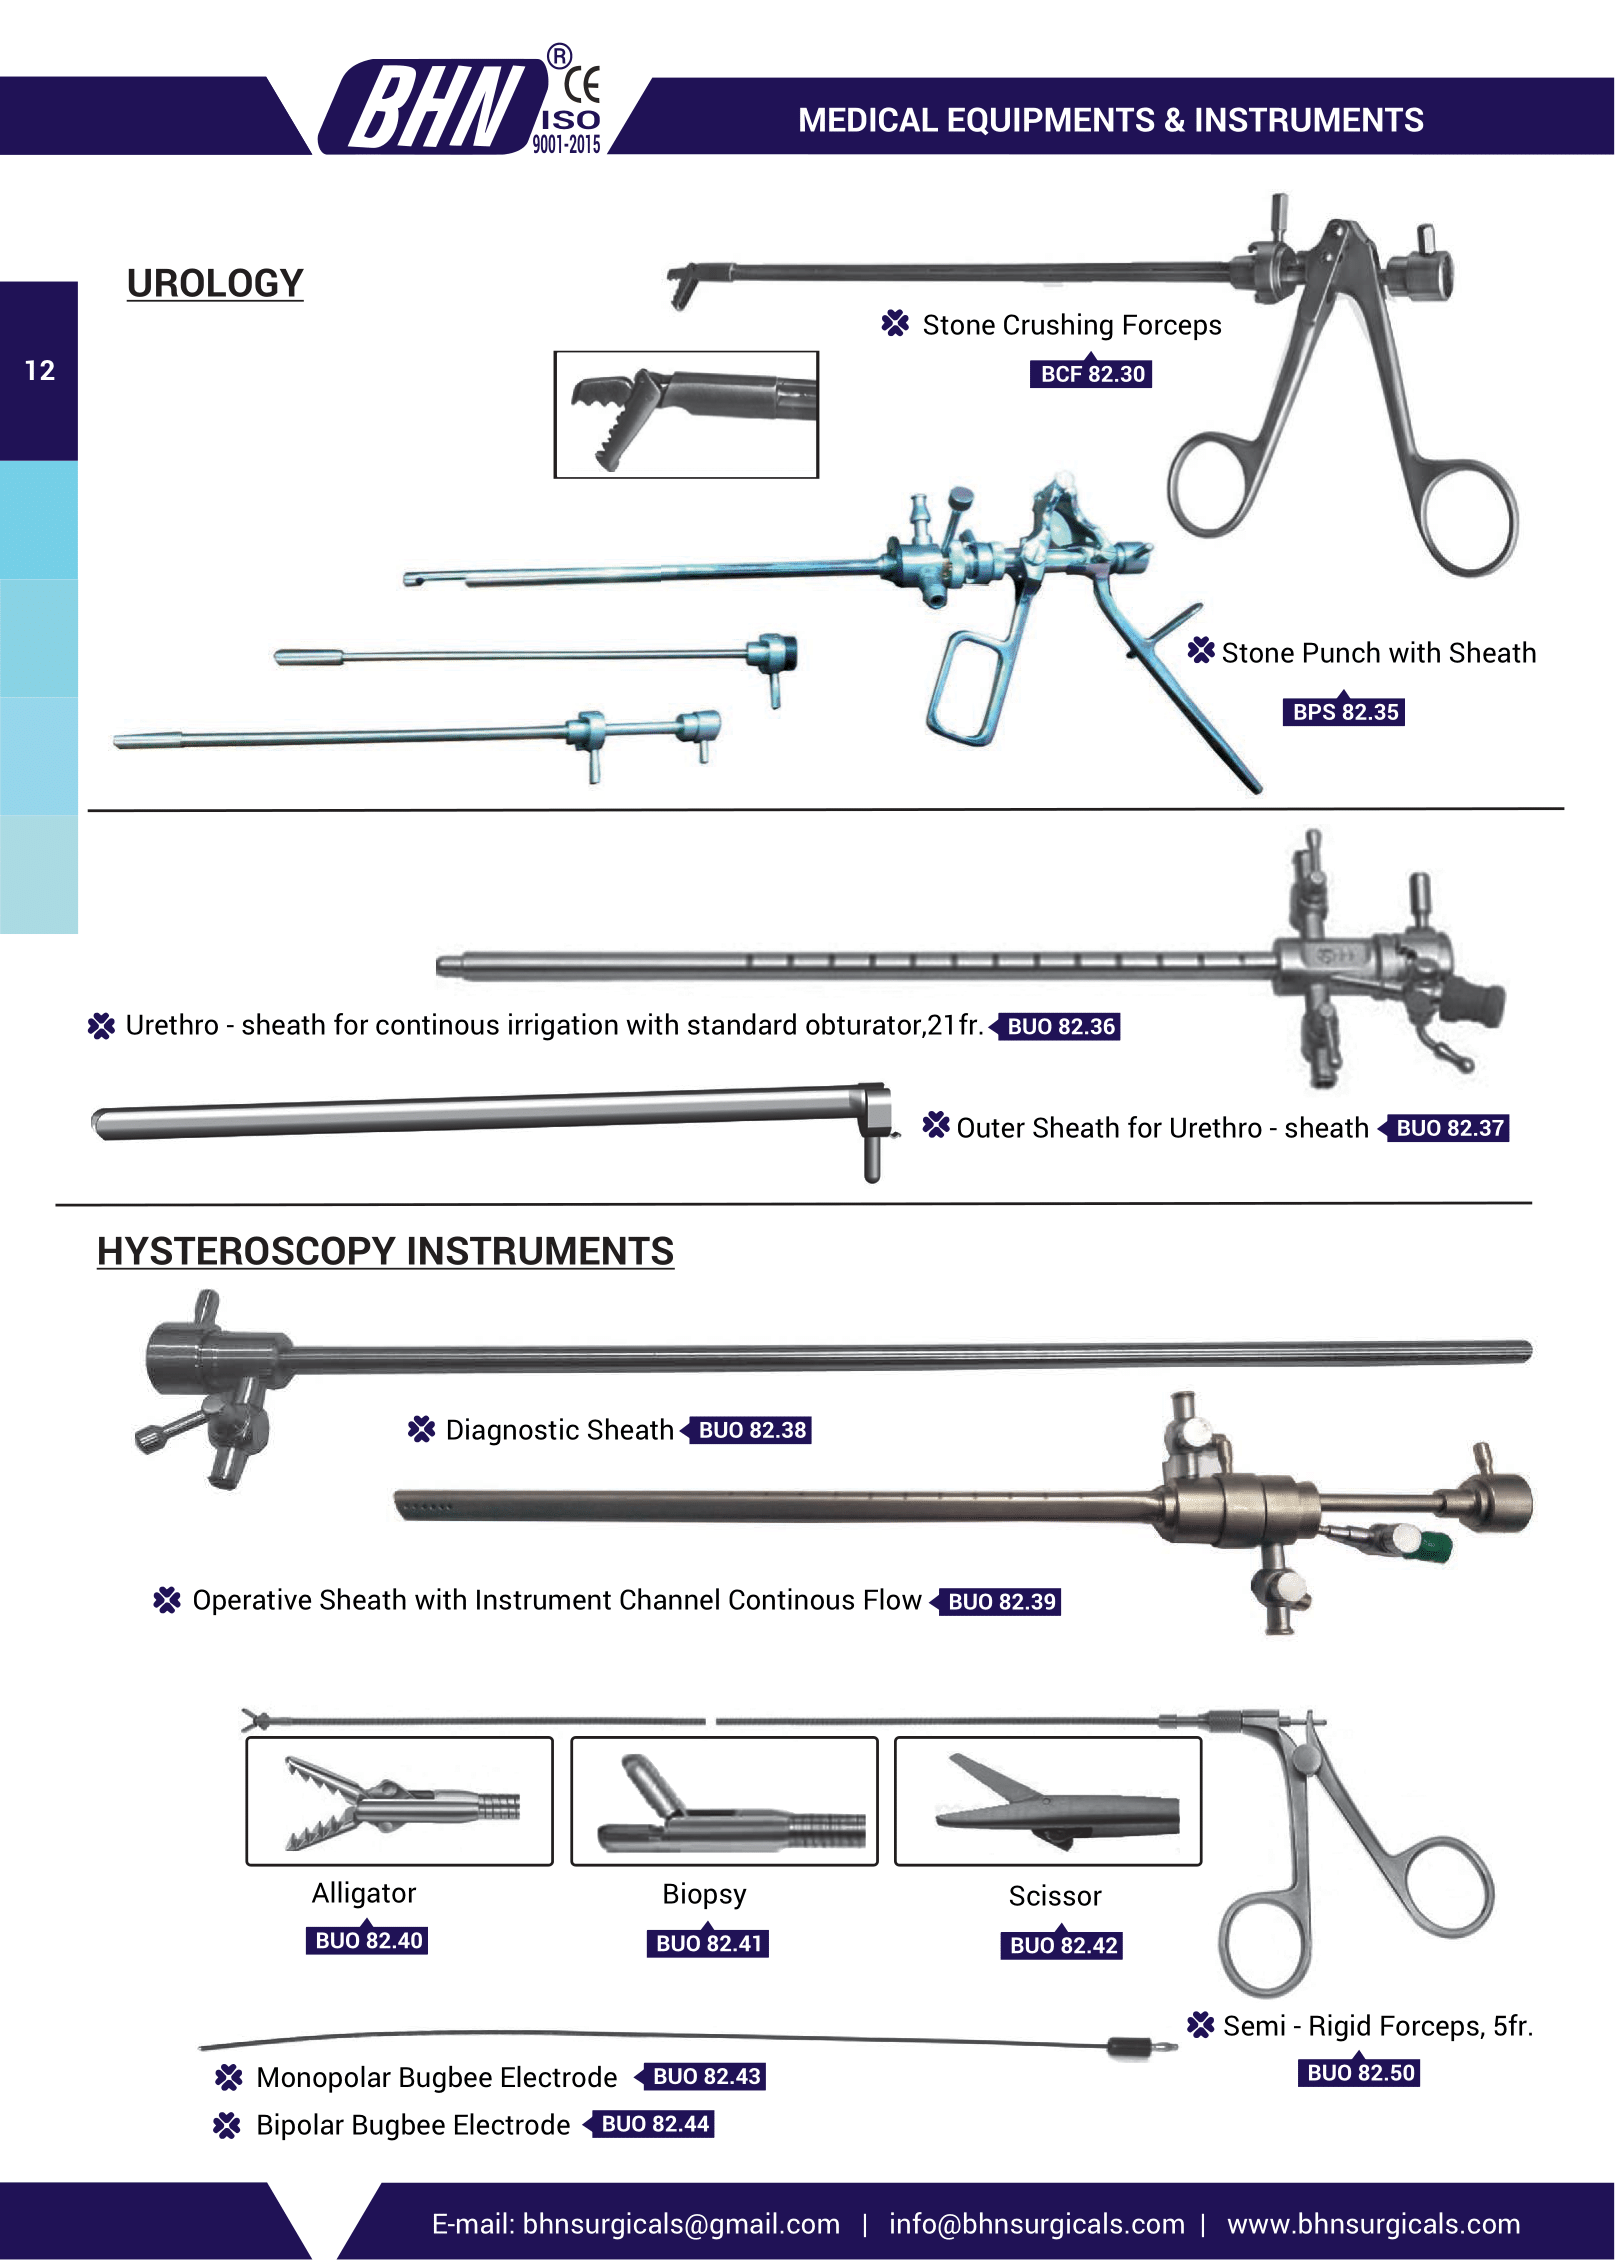 BHN
®
CE
ISO
9001-2015
MEDICAL EQUIPMENTS & INSTRUMENTS
UROLOGY
12
Stone Crushing Forceps
BCF 82.30
Stone Punch with Sheath
BPS 82.35
Urethro - sheath for continous irrigation with standard obturator,21fr. BUO 82.36
Outer Sheath for Urethro - sheath BUO 82.37
HYSTEROSCOPY INSTRUMENTS
Diagnostic Sheath BUO 82.38
Operative Sheath with Instrument Channel Continous Flow BUO 82.39
Alligator
BUO 82.40
Biopsy
BUO 82.41
Scissor
BUO 82.42
Semi - Rigid Forceps, 5fr.
BUO 82.50
Monopolar Bugbee Electrode BUO 82.43
Bipolar Bugbee Electrode BUO 82.44
E-mail: bhnsurgicals@gmail.com | info@bhnsurgicals.com | www.bhnsurgicals.com